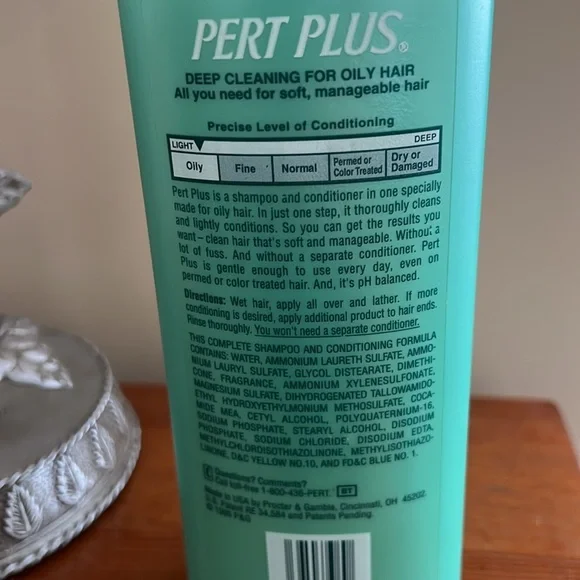 PERT PLUS®
DEEP CLEANING FOR OILY HAIR
All you need for soft, manageable hair
Precise Level of Conditioning
LIGHT DEEP
Oily Fine Normal Permed or Color Treated Dry or Damaged
Pert Plus is a shampoo and conditioner in one specially
made for oily hair. In just one step, it thoroughly cleans
and lightly conditions. So you can get the results you
want – clean hair that's soft and manageable. Without a
lot of fuss. And without a separate conditioner. Pert
Plus is gentle enough to use every day, even on
permed or color treated hair. And, it's pH balanced.
Directions: Wet hair, apply all over and lather. If more
conditioning is desired, apply additional product to hair ends.
Rinse thoroughly. You won't need a separate conditioner.
THIS COMPLETE SHAMPOO AND CONDITIONING FORMULA
CONTAINS: WATER, AMMONIUM LAURETH SULFATE, AMMO-
NIUM LAURYL SULFATE, GLYCOL DISTEARATE, DIMETHI-
CONE, FRAGRANCE, AMMONIUM XYLENESULFONATE,
MAGNESIUM SULFATE, DIHYDROGENATED TALLOWAMIDO-
ETHYL HYDROXYETHYLMONIUM METHOSULFATE, COCA-
MIDE MEA, CETYL ALCOHOL, POLYQUATERNIUM-16,
SODIUM PHOSPHATE, STEARYL ALCOHOL, DISODIUM
PHOSPHATE, SODIUM CHLORIDE, DISODIUM EDTA,
METHYLCHLOROISOTHIAZOLINONE, METHYLISOTHIAZO-
LINONE, D&C YELLOW NO.10, AND FD&C BLUE NO. 1.
Questions? Comments?
Call toll-free 1-800-436-PERT. BT
Made in USA by Procter & Gamble, Cincinnati, OH 45202.
U.S. Patent RE 34,584 and Patents Pending.
© 1996 P&G